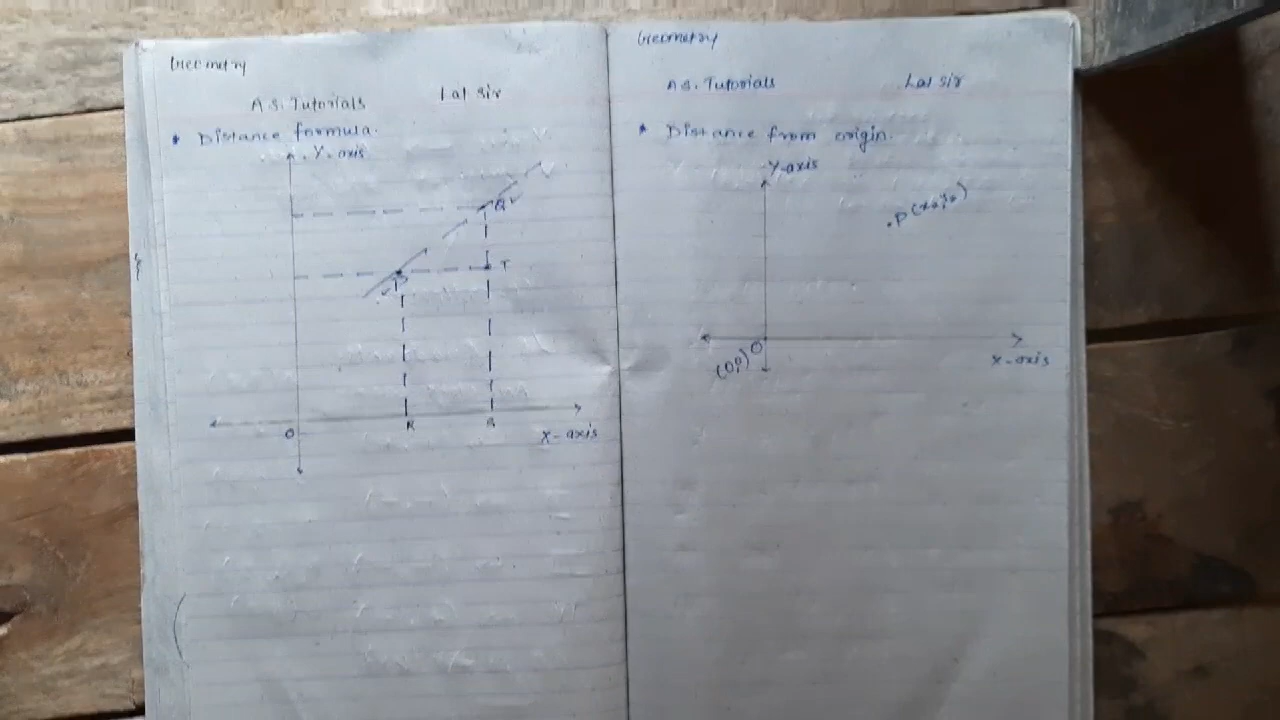 Geometry
A.S. Tutorials
Lal sir
Distance formula.
Y-axis
Q
P
T
O
R
X-axis
Geometry
A.S. Tutorials
Lal sir
Distance from origin.
Y-axis
O
(0,0)
X-axis